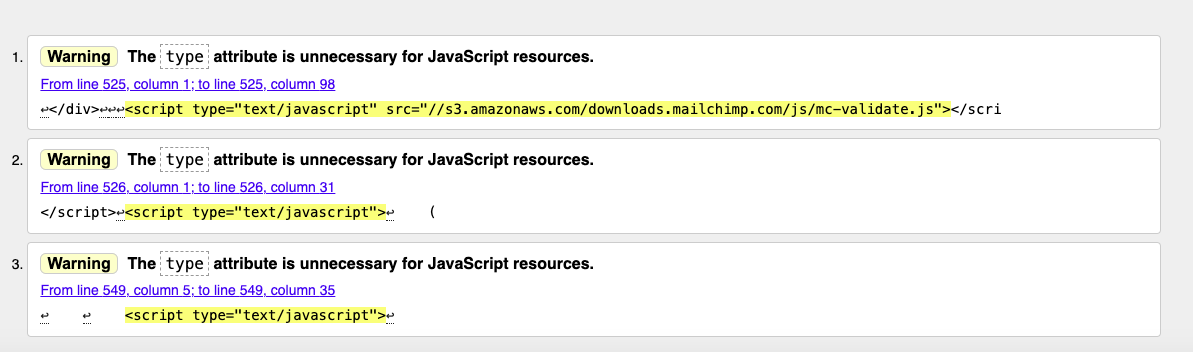 1. Warning The type attribute is unnecessary for JavaScript resources.
From line 525, column 1; to line 525, column 98
↩</div>↩↩↩<script type="text/javascript" src="//s3.amazonaws.com/downloads.mailchimp.com/js/mc-validate.js"></scri
2. Warning The type attribute is unnecessary for JavaScript resources.
From line 526, column 1; to line 526, column 31
</script>↩<script type="text/javascript">↩    (
3. Warning The type attribute is unnecessary for JavaScript resources.
From line 549, column 5; to line 549, column 35
↩    ↩    <script type="text/javascript">↩